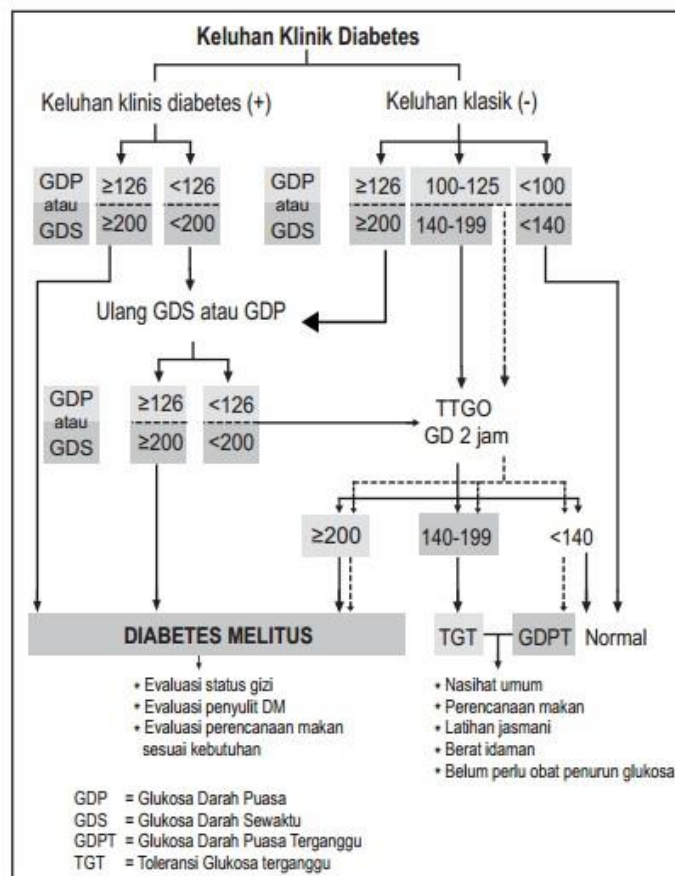 Keluhan Klinik Diabetes
Keluhan klinis diabetes (+)
Keluhan klasik (-)
GDP
atau
GDS
≥126
<126
≥200
<200
GDP
atau
GDS
≥126
100-125
<100
≥200
140-199
<140
Ulang GDS atau GDP
GDP
atau
GDS
≥126
<126
≥200
<200
TTGO
GD 2 jam
≥200
140-199
<140
DIABETES MELITUS
TGT
GDPT
Normal
* Evaluasi status gizi
* Evaluasi penyulit DM
* Evaluasi perencanaan makan
sesuai kebutuhan
* Nasihat umum
* Perencanaan makan
* Latihan jasmani
* Berat idaman
* Belum perlu obat penurun glukosa
GDP = Glukosa Darah Puasa
GDS = Glukosa Darah Sewaktu
GDPT = Glukosa Darah Puasa Terganggu
TGT = Toleransi Glukosa terganggu